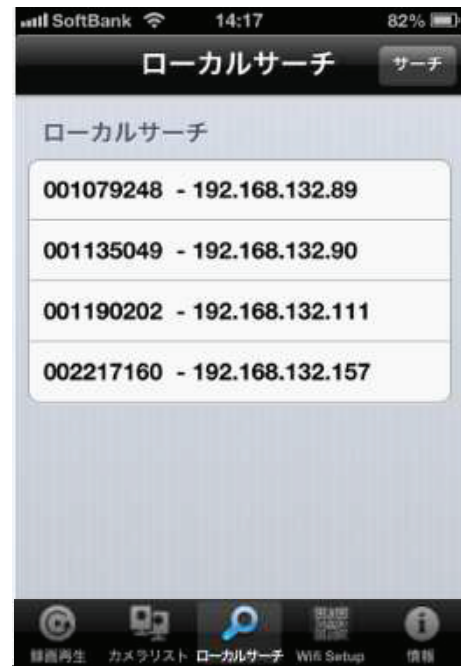 SoftBank 14:17 82%
ローカルサーチ サーチ
ローカルサーチ
001079248 - 192.168.132.89
001135049 - 192.168.132.90
001190202 - 192.168.132.111
002217160 - 192.168.132.157
録画再生 カメラリスト ローカルサーチ Wifi Setup 情報